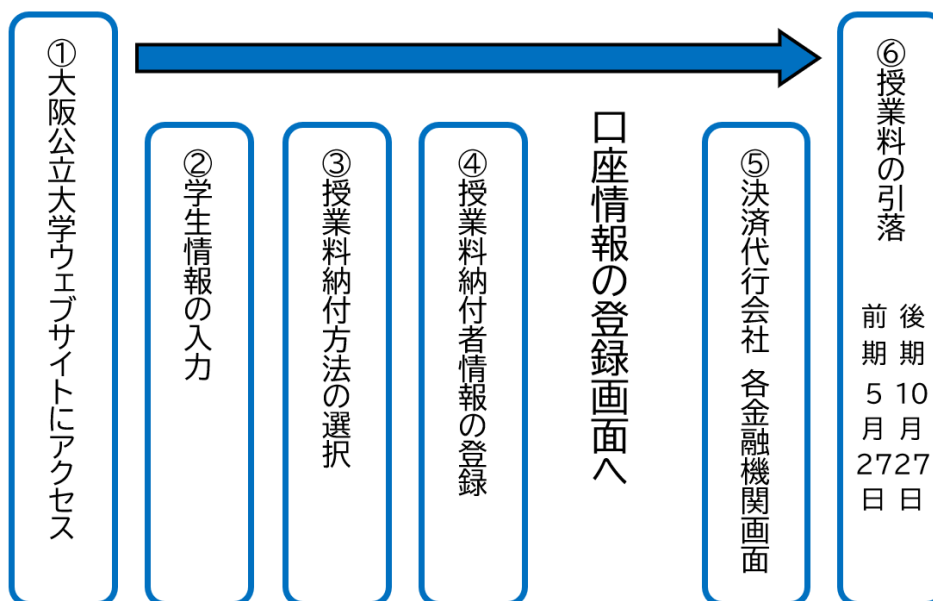 ①大阪公立大学ウェブサイトにアクセス
②学生情報の入力
③授業料納付方法の選択
④授業料納付者情報の登録
口座情報の登録画面へ
⑤決済代行会社 各金融機関画面
⑥授業料の引落
前期5月27日
後期10月27日